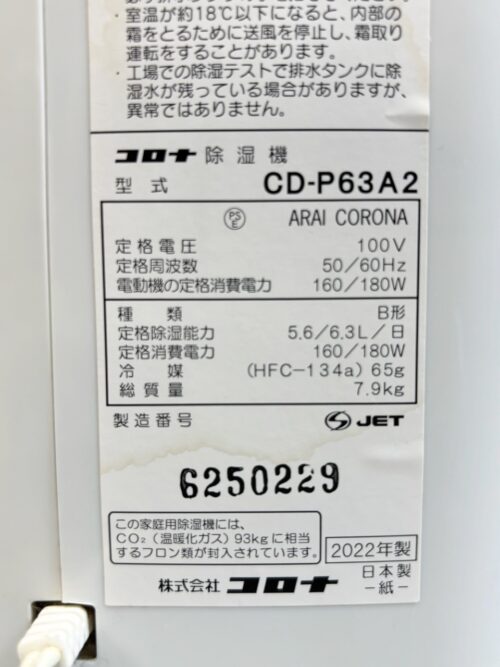 ・室温が約18℃以下になると、内部の
霜をとるために送風を停止し、霜取り
運転をすることがあります。
・工場での除湿テストで排水タンクに除
湿水が残っている場合がありますが、
異常ではありません。
コロナ 除湿機
型式 CD-P63A2
PSE ARAI CORONA
定格電圧 100V
定格周波数 50/60Hz
電動機の定格消費電力 160/180W
種類 B形
定格除湿能力 5.6/6.3L/日
定格消費電力 160/180W
冷媒 (HFC-134a) 65g
総質量 7.9kg
製造番号 JET
6250229
この家庭用除湿機には、
CO₂(温暖化ガス)93kgに相当
するフロン類が封入されています。
2022年製
株式会社 コロナ 日本製
-紙-